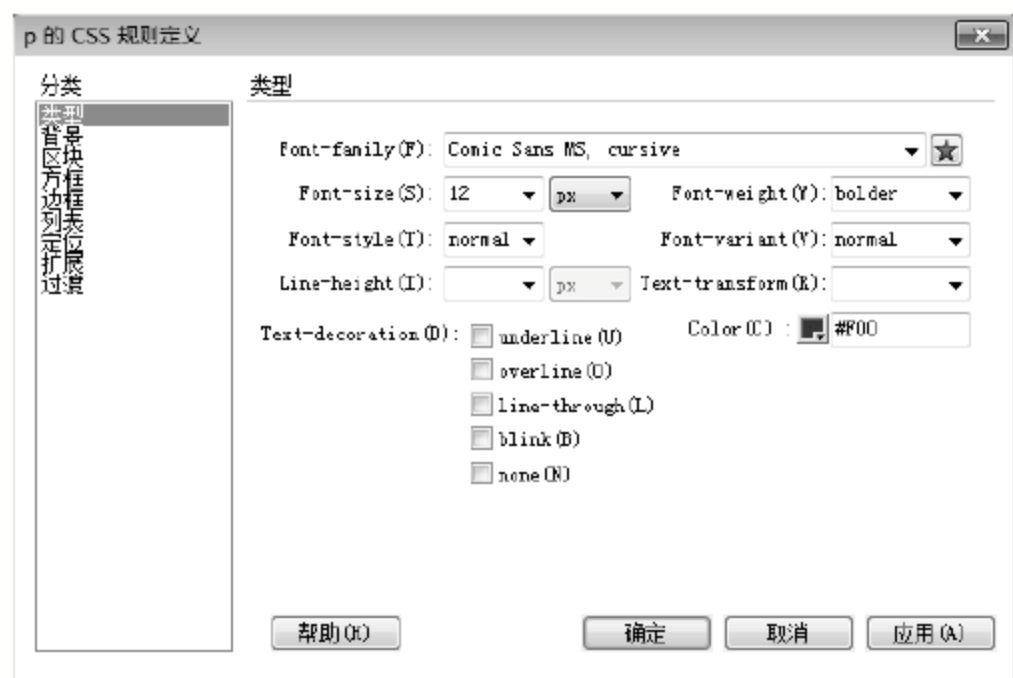 p 的 CSS 规则定义
分类
类型
背景
区块
方框
边框
列表
定位
扩展
过渡
类型
Font-family(F): Comic Sans MS, cursive
Font-size(S): 12 px Font-weight(Y): bolder
Font-style(T): normal Font-variant(V): normal
Line-height(I): px Text-transform(R):
Text-decoration(D): underline(U) Color(C) : #F00
overline(O)
line-through(L)
blink(B)
none(N)
帮助(H) 确定 取消 应用(A)